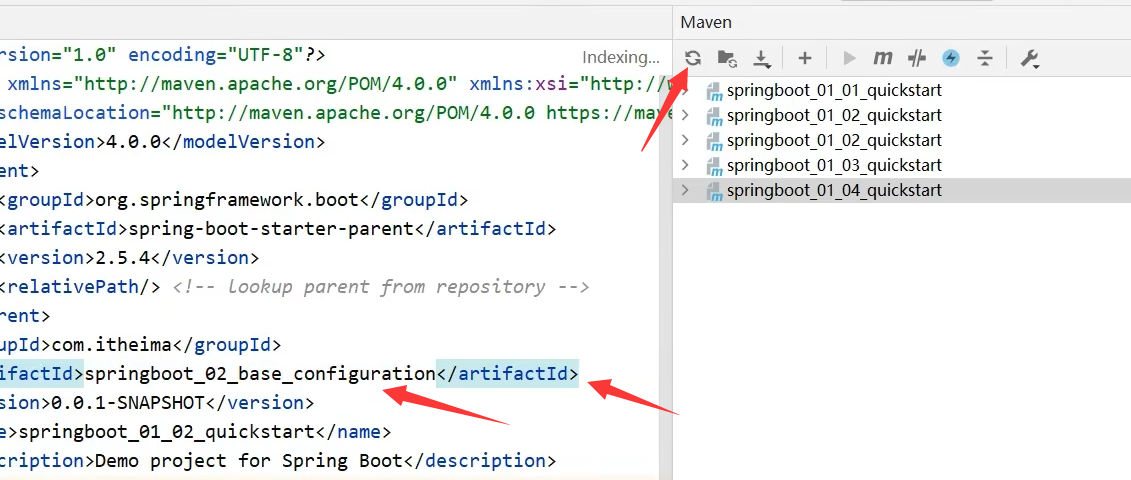 Maven
ersion="1.0" encoding="UTF-8"?>
Indexing...
xmlns="http://maven.apache.org/POM/4.0.0" xmlns:xsi="http://w
schemaLocation="http://maven.apache.org/POM/4.0.0 https://mave
elVersion>4.0.0</modelVersion>
ent>
<groupId>org.springframework.boot</groupId>
<artifactId>spring-boot-starter-parent</artifactId>
<version>2.5.4</version>
<relativePath/> <!-- lookup parent from repository -->
rent>
upId>com.itheima</groupId>
ifactId>springboot_02_base_configuration</artifactId>
sion>0.0.1-SNAPSHOT</version>
e>springboot_01_02_quickstart</name>
cription>Demo project for Spring Boot</description>
springboot_01_01_quickstart
springboot_01_02_quickstart
springboot_01_02_quickstart
springboot_01_03_quickstart
springboot_01_04_quickstart